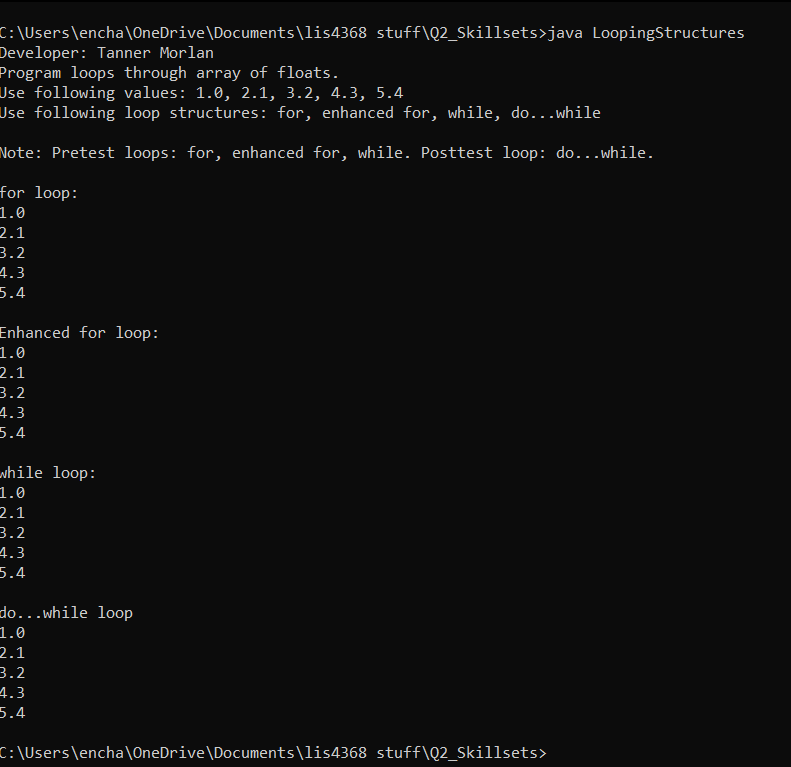 C:\Users\encha\OneDrive\Documents\lis4368 stuff\Q2_Skillsets>java LoopingStructures
Developer: Tanner Morlan
Program loops through array of floats.
Use following values: 1.0, 2.1, 3.2, 4.3, 5.4
Use following loop structures: for, enhanced for, while, do...while
Note: Pretest loops: for, enhanced for, while. Posttest loop: do...while.
for loop:
1.0
2.1
3.2
4.3
5.4
Enhanced for loop:
1.0
2.1
3.2
4.3
5.4
while loop:
1.0
2.1
3.2
4.3
5.4
do...while loop
1.0
2.1
3.2
4.3
5.4
C:\Users\encha\OneDrive\Documents\lis4368 stuff\Q2_Skillsets>